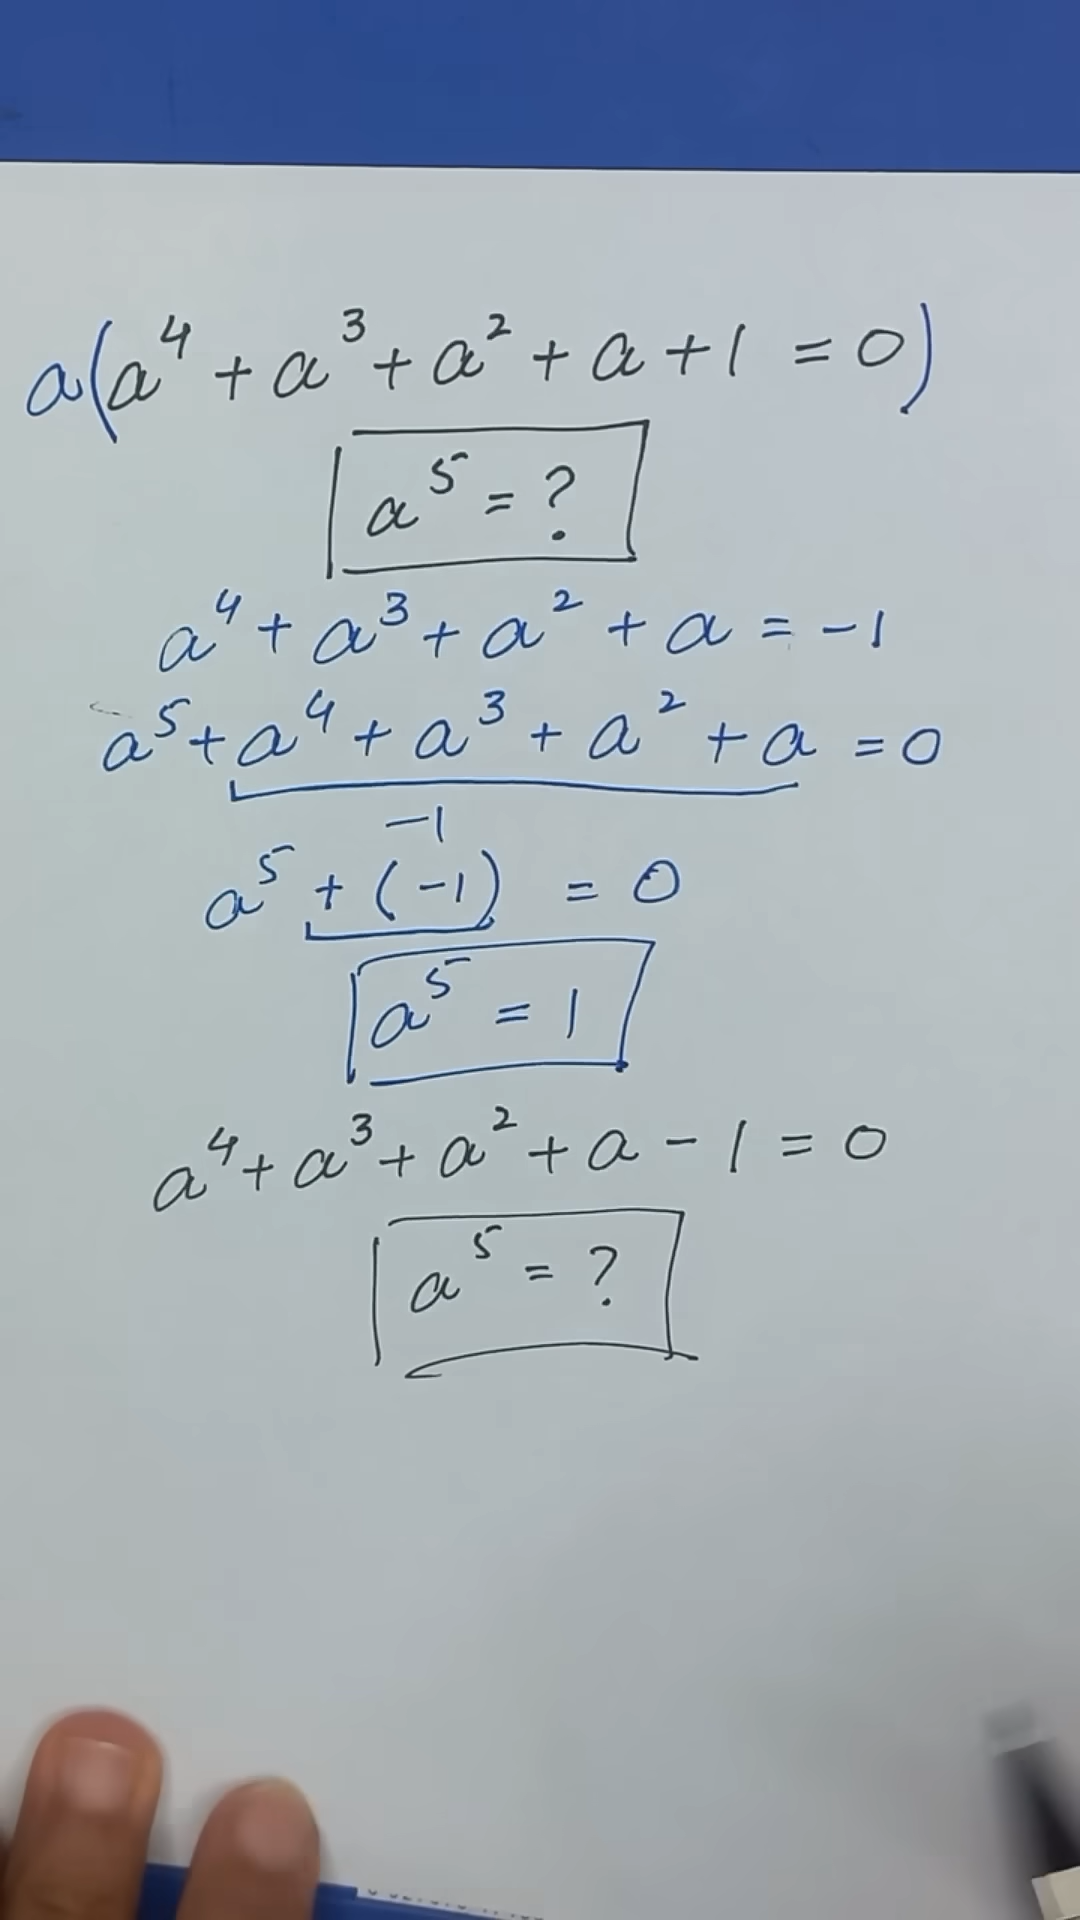 a(a⁴ + a³ + a² + a + 1 = 0)
a⁵ = ?
a⁴ + a³ + a² + a = -1
a⁵ + a⁴ + a³ + a² + a = 0
-1
a⁵ + (-1) = 0
a⁵ = 1
a⁴ + a³ + a² + a - 1 = 0
a⁵ = ?